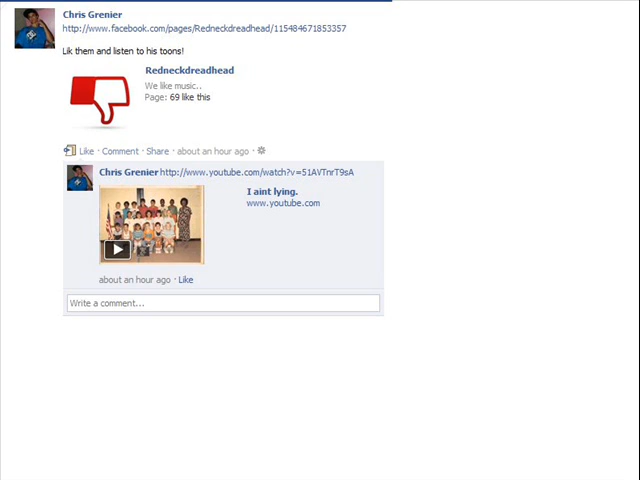 Chris Grenier
http://www.facebook.com/pages/Redneckdreadhead/115484671853357
Lik them and listen to his toons!
Redneckdreadhead
We like music..
Page: 69 like this
Like · Comment · Share · about an hour ago ·
Chris Grenier http://www.youtube.com/watch?v=51AVTnrT9sA
I aint lying.
www.youtube.com
about an hour ago · Like
Write a comment...